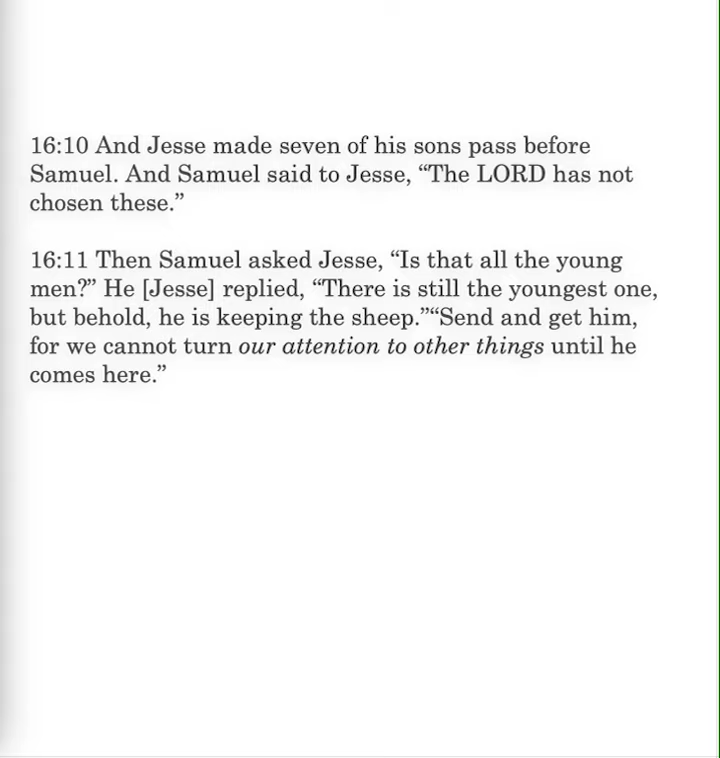 16:10 And Jesse made seven of his sons pass before
Samuel. And Samuel said to Jesse, “The LORD has not
chosen these.”
16:11 Then Samuel asked Jesse, “Is that all the young
men?” He [Jesse] replied, “There is still the youngest one,
but behold, he is keeping the sheep.”“Send and get him,
for we cannot turn our attention to other things until he
comes here.”